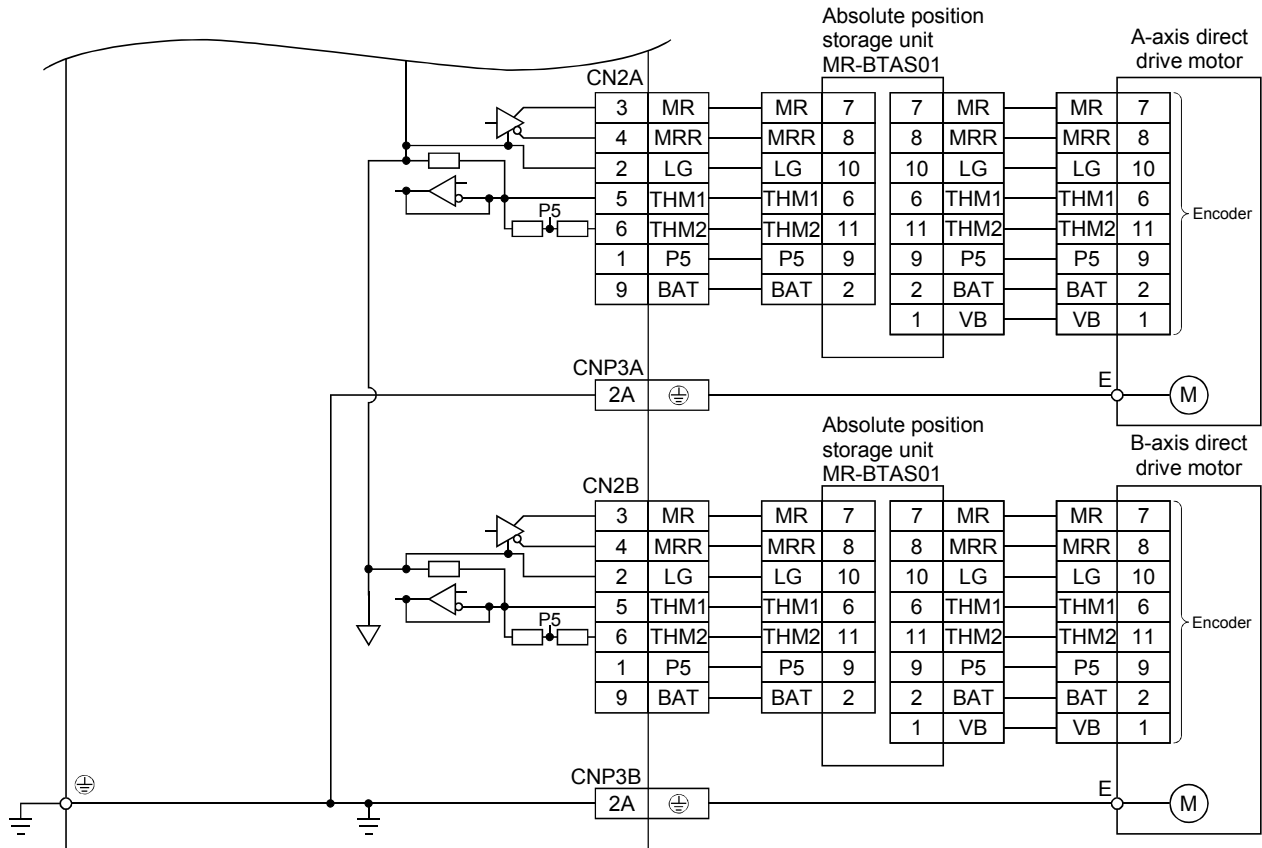 Absolute position
storage unit
MR-BTAS01
A-axis direct
drive motor
CN2A
3 MR MR 7 7 MR MR 7
4 MRR MRR 8 8 MRR MRR 8
2 LG LG 10 10 LG LG 10
5 THM1 THM1 6 6 THM1 THM1 6
Encoder
P5
6 THM2 THM2 11 11 THM2 THM2 11
1 P5 P5 9 9 P5 P5 9
9 BAT BAT 2 2 BAT BAT 2
1 VB VB 1
CNP3A
2A E M
Absolute position
storage unit
MR-BTAS01
B-axis direct
drive motor
CN2B
3 MR MR 7 7 MR MR 7
4 MRR MRR 8 8 MRR MRR 8
2 LG LG 10 10 LG LG 10
5 THM1 THM1 6 6 THM1 THM1 6
Encoder
P5
6 THM2 THM2 11 11 THM2 THM2 11
1 P5 P5 9 9 P5 P5 9
9 BAT BAT 2 2 BAT BAT 2
1 VB VB 1
CNP3B
2A E M